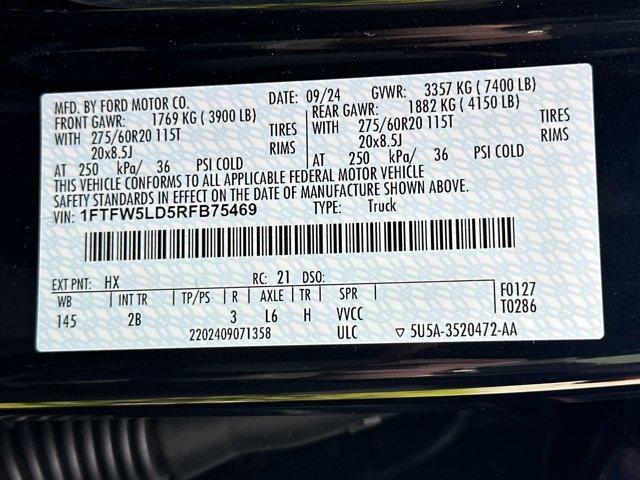 MFD. BY FORD MOTOR CO. DATE: 09/24 GVWR: 3357 KG ( 7400 LB)
FRONT GAWR: 1769 KG ( 3900 LB) REAR GAWR: 1882 KG ( 4150 LB)
WITH 275/60R20 115T TIRES WITH 275/60R20 115T TIRES
20x8.5J RIMS 20x8.5J RIMS
AT 250 kPa/ 36 PSI COLD AT 250 kPa/ 36 PSI COLD
THIS VEHICLE CONFORMS TO ALL APPLICABLE FEDERAL MOTOR VEHICLE
SAFETY STANDARDS IN EFFECT ON THE DATE OF MANUFACTURE SHOWN ABOVE.
VIN: 1FTFW5LD5RFB75469 TYPE: Truck
EXT PNT: HX RC: 21 DSO:
WB INT TR TP/PS R AXLE TR SPR F0127
145 2B 3 L6 H VVCC T0286
2202409071358 ULC ▽ 5U5A-3520472-AA